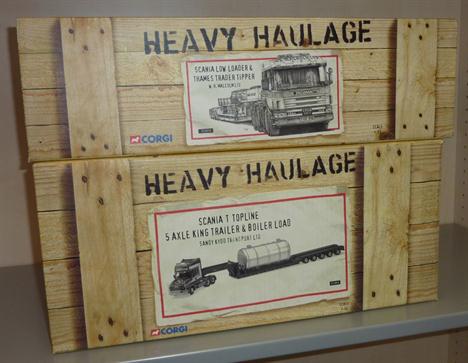 HEAVY HAULAGE
SCANIA LOW LOADER &
THAMES TRADER TIPPER
CORGI
HEAVY HAULAGE
SCANIA T TOPLINE
5 AXLE KING TRAILER & BOILER LOAD
SANDY KYDD TRANSPORT LTD
CORGI